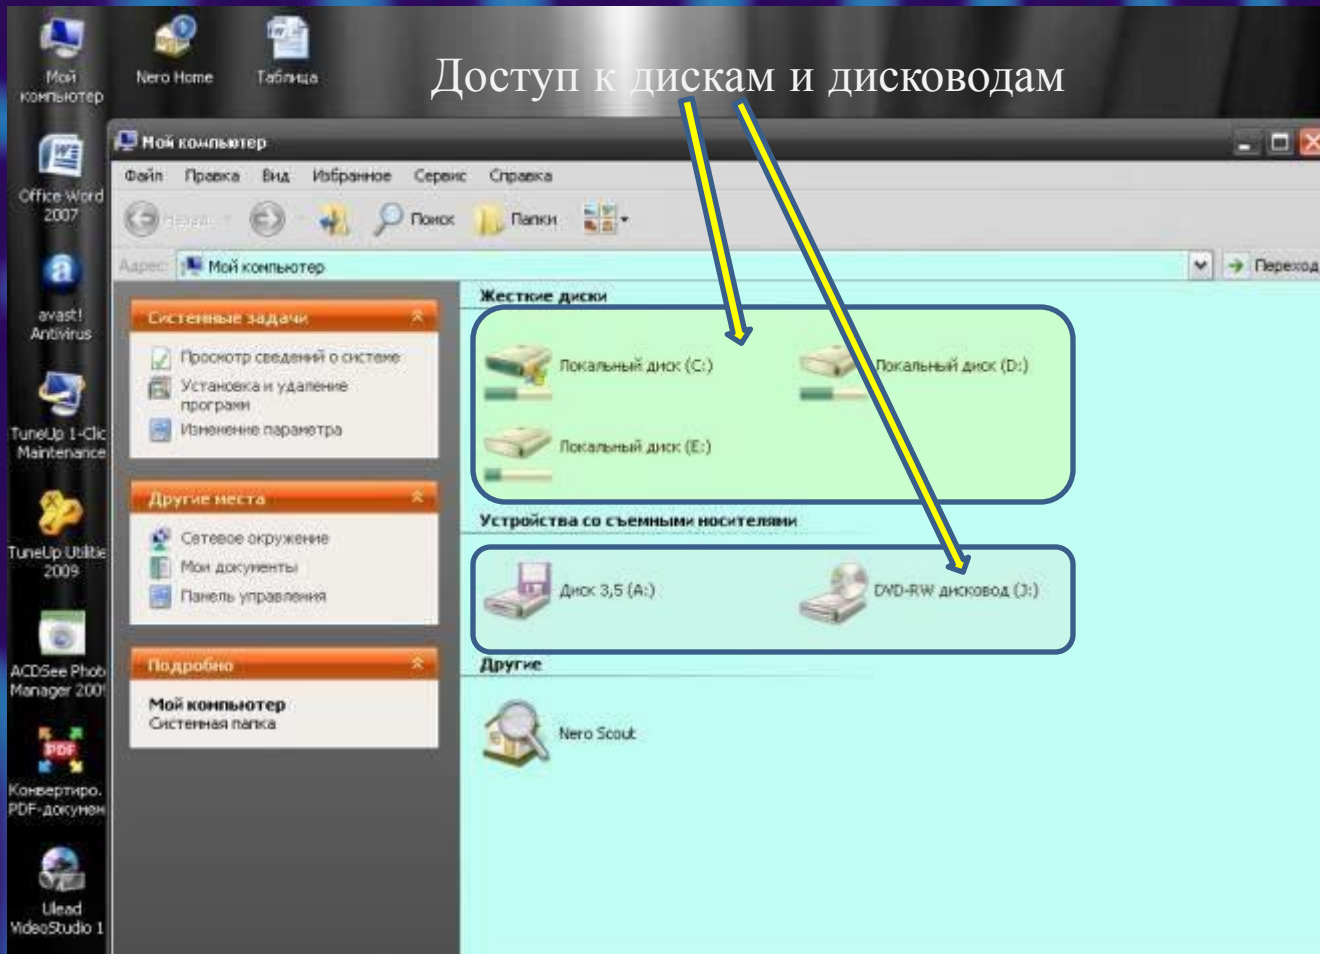 Доступ к дискам и дисководам
Мой
компьютер
Nero Home
Таблица
Office Word
2007
avast!
Antivirus
TuneUp 1-Clic
Maintenance
TuneUp Utilitie
2009
ACDSee Phot
Manager 200
Конвертиро.
PDF-докумен
Ulead
VideoStudio 1
Мой компьютер
Файл Правка Вид Избранное Сервис Справка
Назад Поиск Папки
Адрес: Мой компьютер Переход
Системные задачи
Просмотр сведений о системе
Установка и удаление
программ
Изменение параметра
Другие места
Сетевое окружение
Мои документы
Панель управления
Подробно
Мой компьютер
Системная папка
Жесткие диски
Локальный диск (C:) Локальный диск (D:)
Локальный диск (E:)
Устройства со съемными носителями
Диск 3,5 (A:) DVD-RW дисковод (J:)
Другие
Nero Scout
PDF